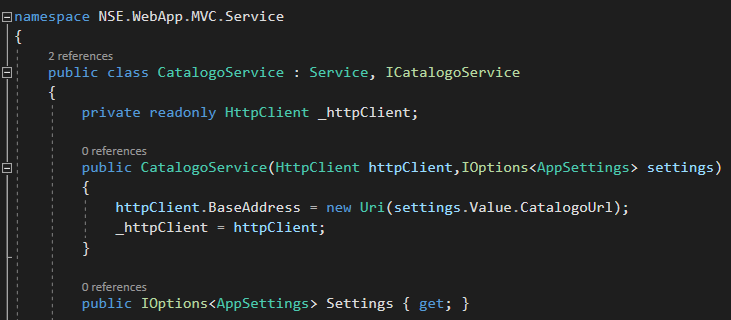 namespace NSE.WebApp.MVC.Service
{
2 references
public class CatalogoService : Service, ICatalogoService
{
private readonly HttpClient _httpClient;
0 references
public CatalogoService(HttpClient httpClient,IOptions<AppSettings> settings)
{
httpClient.BaseAddress = new Uri(settings.Value.CatalogoUrl);
_httpClient = httpClient;
}
0 references
public IOptions<AppSettings> Settings { get; }